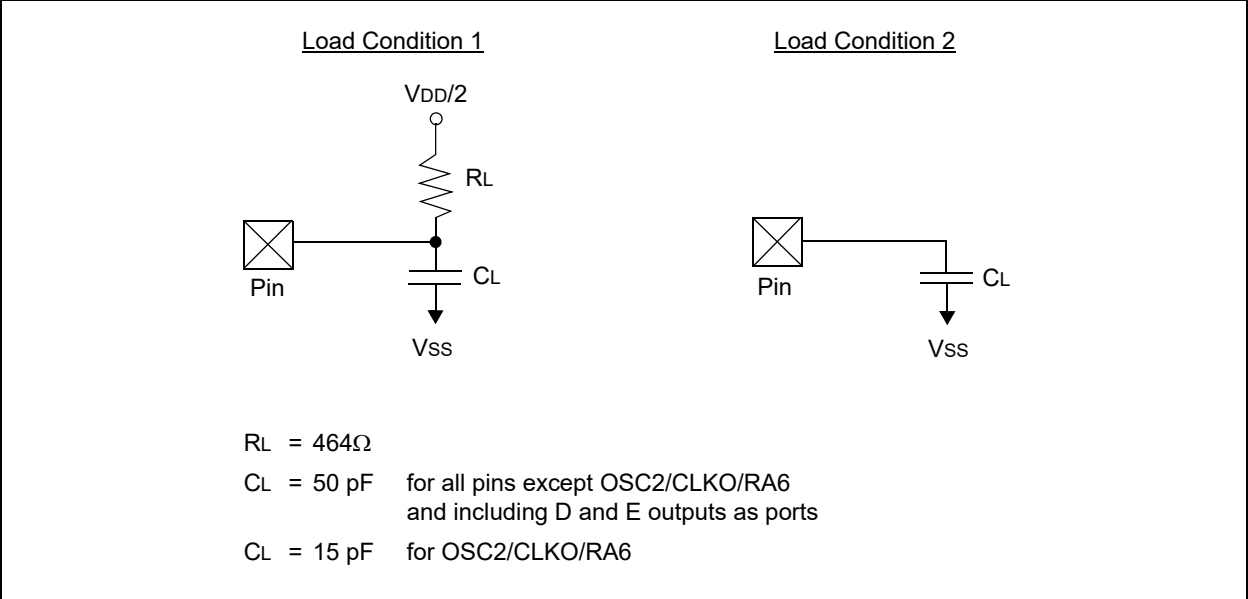 Load Condition 1
Load Condition 2
VDD/2
RL
Pin
CL
VSS
Pin
CL
VSS
RL = 464Ω
CL = 50 pF for all pins except OSC2/CLKO/RA6
and including D and E outputs as ports
CL = 15 pF for OSC2/CLKO/RA6